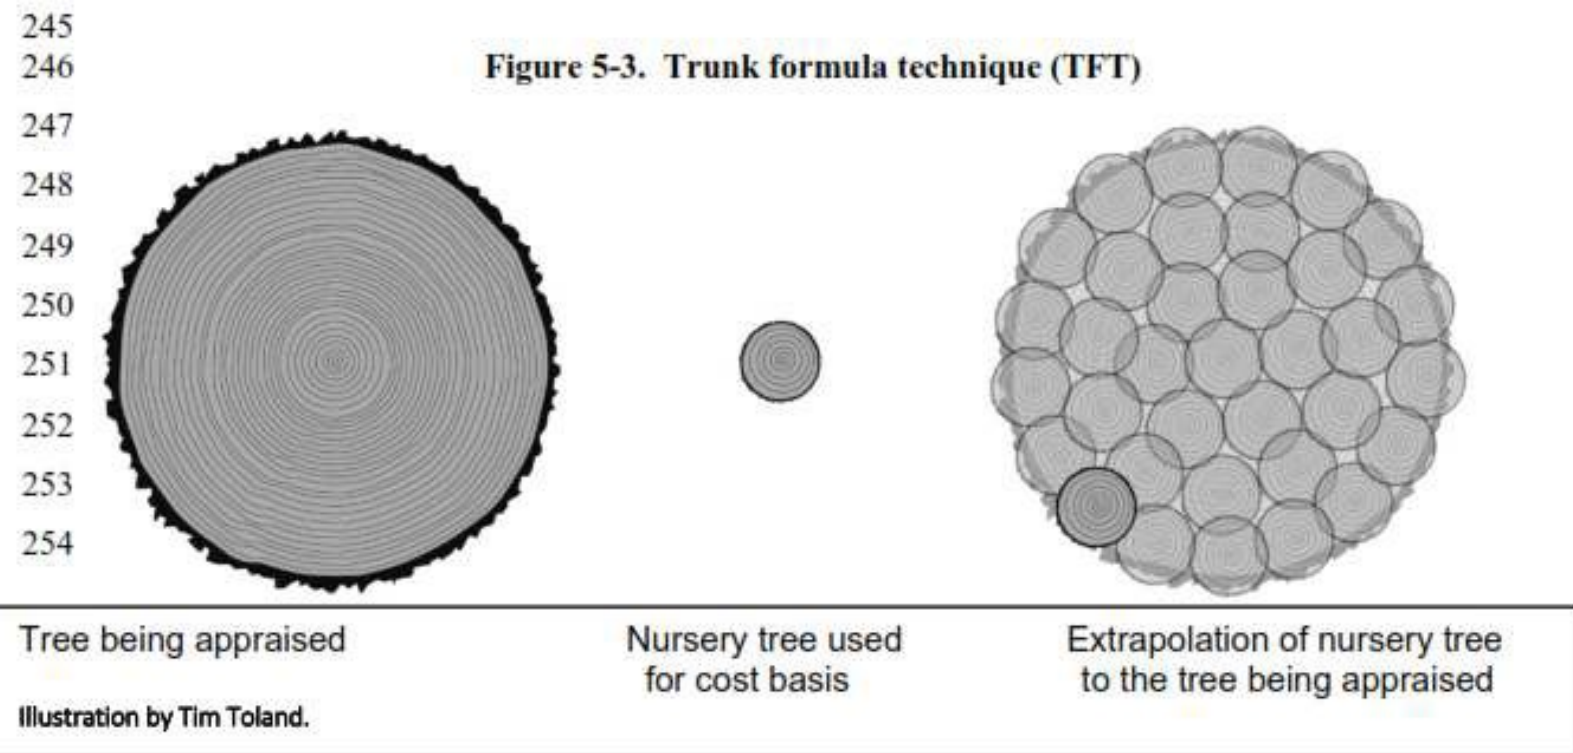 245
246
Figure 5-3. Trunk formula technique (TFT)
247
248
249
250
251
252
253
254
Tree being appraised
Nursery tree used
for cost basis
Extrapolation of nursery tree
to the tree being appraised
Illustration by Tim Toland.